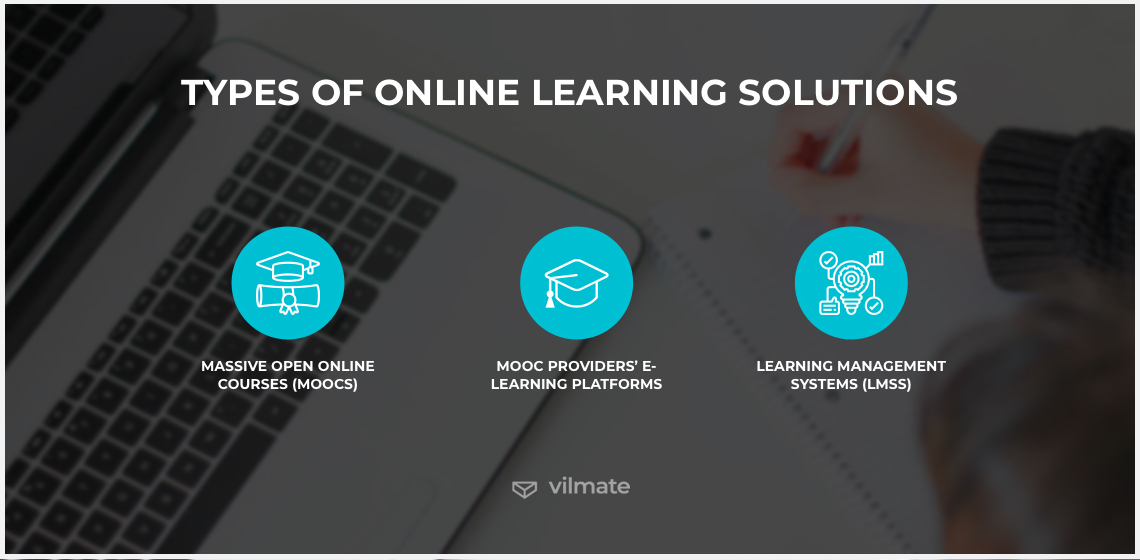 TYPES OF ONLINE LEARNING SOLUTIONS
MASSIVE OPEN ONLINE
COURSES (MOOCS)
MOOC PROVIDERS’ E-
LEARNING PLATFORMS
LEARNING MANAGEMENT
SYSTEMS (LMSS)
vilmate